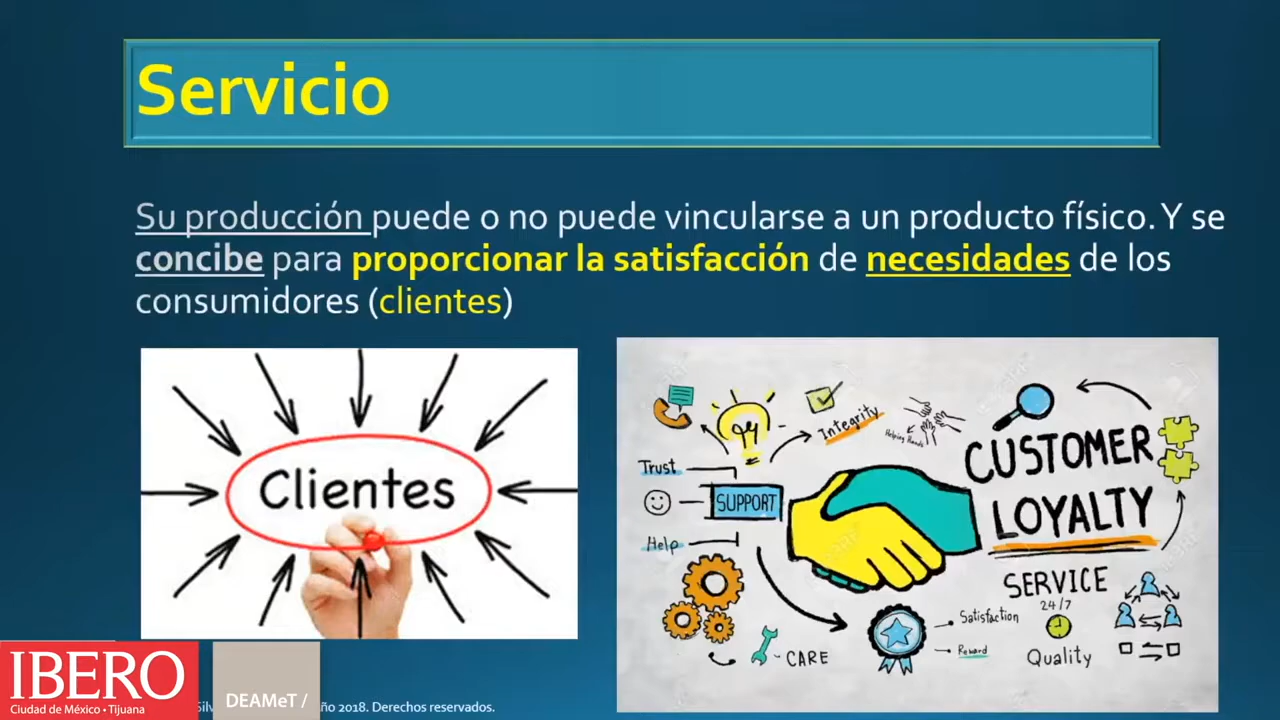 Servicio
Su producción puede o no puede vincularse a un producto físico. Y se
concibe para proporcionar la satisfacción de necesidades de los
consumidores (clientes)
Clientes
Integrity
Helping Hands
Trust
SUPPORT
Help
CARE
CUSTOMER
LOYALTY
SERVICE
24/7
Satisfaction
Reward
Quality
IBERO
Ciudad de México • Tijuana
DEAMeT /
2018. Derechos reservados.